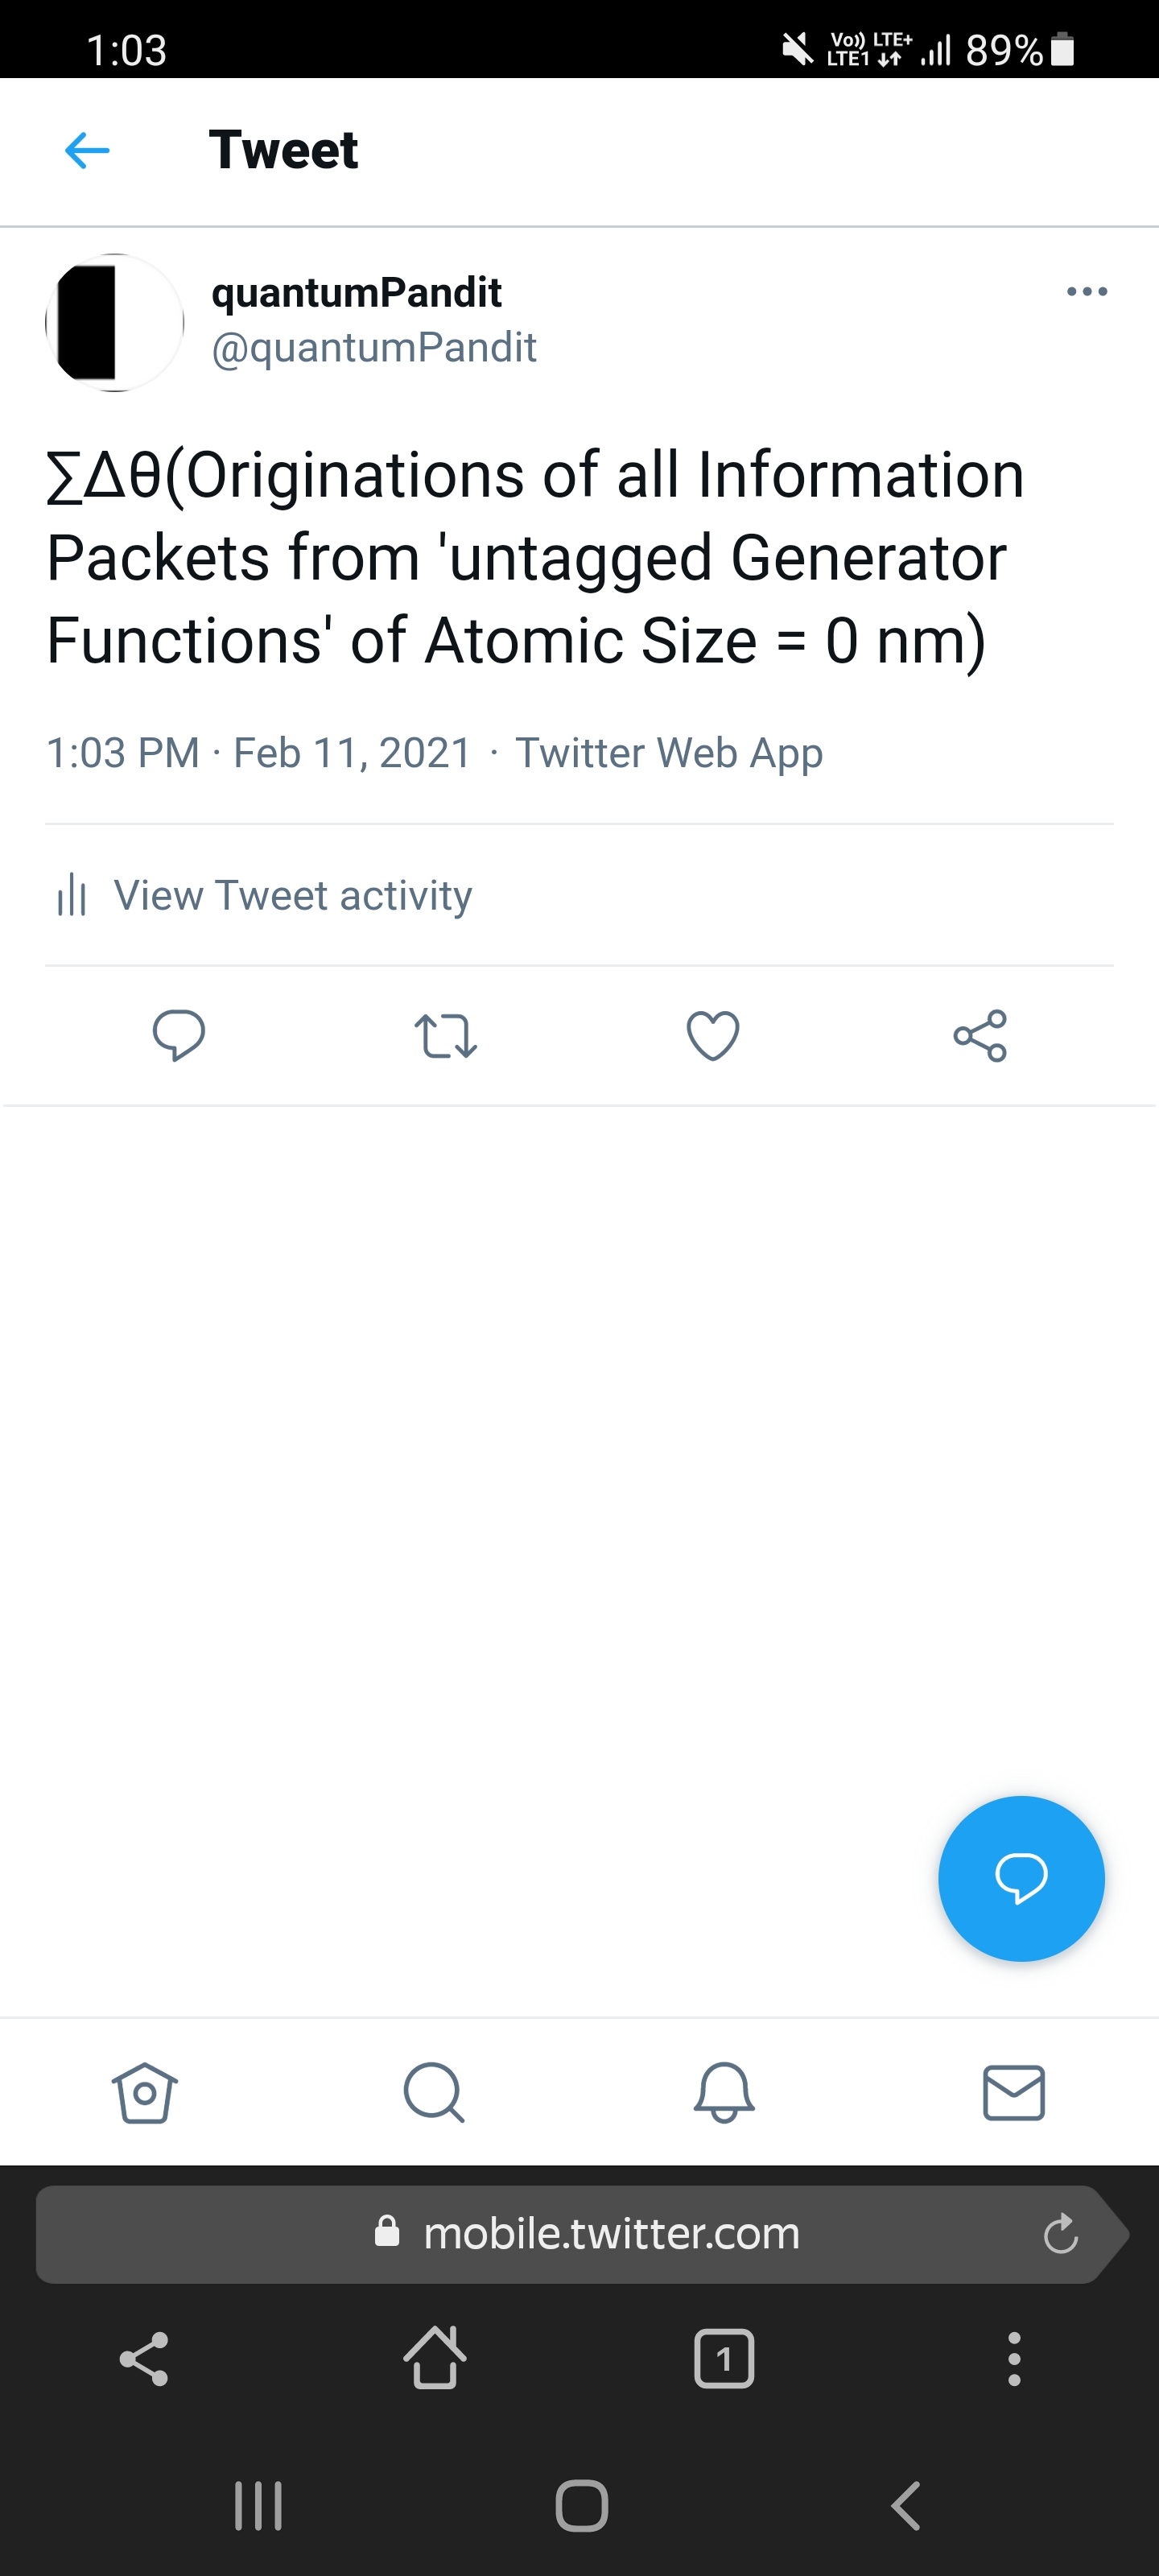 1:03
Vo)) LTE+
LTE1
89%
Tweet
quantumPandit
@quantumPandit
∑Δθ(Originations of all Information
Packets from 'untagged Generator
Functions' of Atomic Size = 0 nm)
1:03 PM · Feb 11, 2021 · Twitter Web App
View Tweet activity
mobile.twitter.com
1